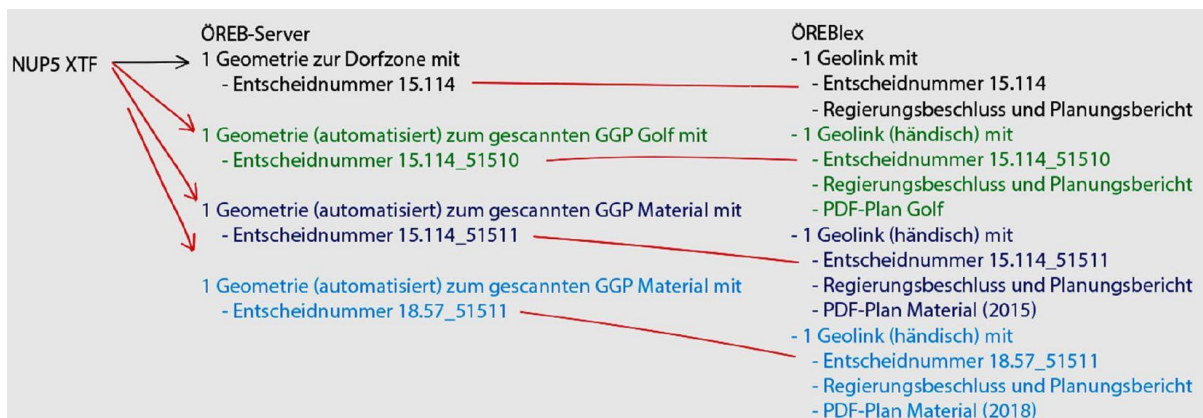 NUP5 XTF
ÖREB-Server
1 Geometrie zur Dorfzone mit
- Entscheidnummer 15.114
1 Geometrie (automatisiert) zum gescannten GGP Golf mit
- Entscheidnummer 15.114_51510
1 Geometrie (automatisiert) zum gescannten GGP Material mit
- Entscheidnummer 15.114_51511
1 Geometrie (automatisiert) zum gescannten GGP Material mit
- Entscheidnummer 18.57_51511
ÖREBlex
- 1 Geolink mit
- Entscheidnummer 15.114
- Regierungsbeschluss und Planungsbericht
- 1 Geolink (händisch) mit
- Entscheidnummer 15.114_51510
- Regierungsbeschluss und Planungsbericht
- PDF-Plan Golf
- 1 Geolink (händisch) mit
- Entscheidnummer 15.114_51511
- Regierungsbeschluss und Planungsbericht
- PDF-Plan Material (2015)
- 1 Geolink (händisch) mit
- Entscheidnummer 18.57_51511
- Regierungsbeschluss und Planungsbericht
- PDF-Plan Material (2018)